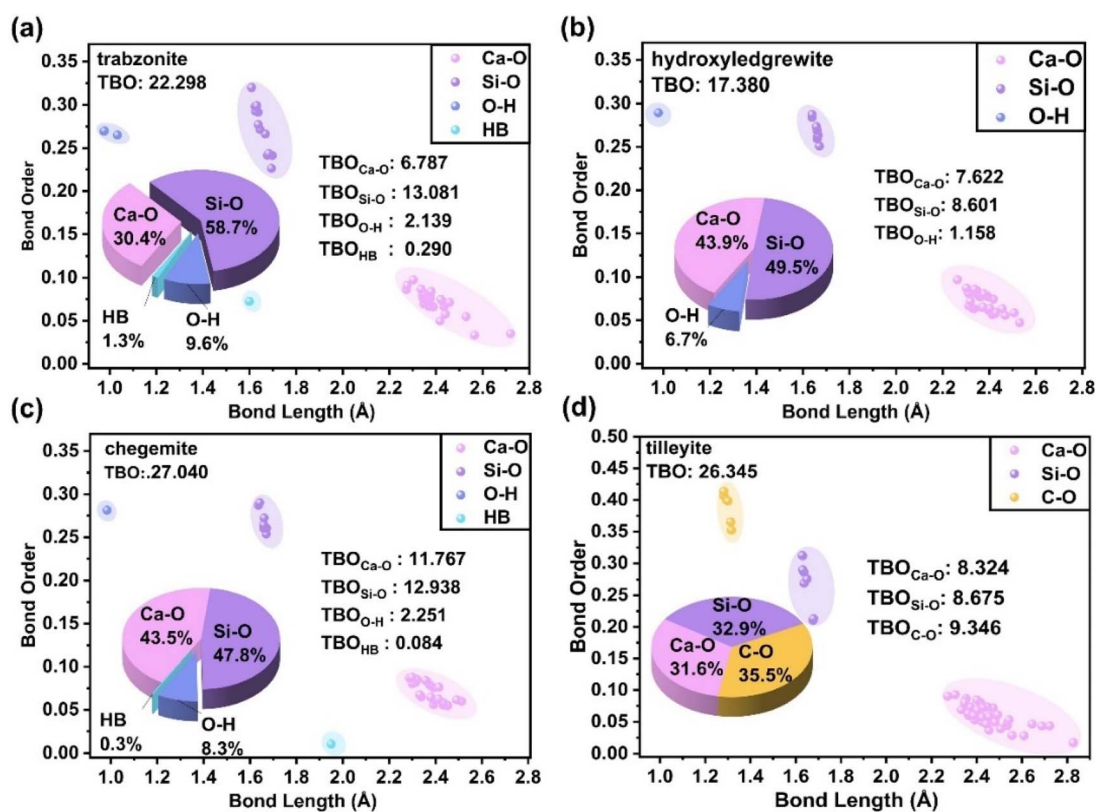 (a)
trabzonite
TBO: 22.298
Ca-O
Si-O
O-H
HB
TBOCa-O: 6.787
TBOSi-O: 13.081
TBOO-H : 2.139
TBOHB : 0.290
Ca-O
30.4%
Si-O
58.7%
HB
1.3%
O-H
9.6%
Bond Order
0.35
0.30
0.25
0.20
0.15
0.10
0.05
0.00
1.0 1.2 1.4 1.6 1.8 2.0 2.2 2.4 2.6 2.8
Bond Length (Å)
(b)
hydroxyledgrewite
TBO: 17.380
Ca-O
Si-O
O-H
TBOCa-O: 7.622
TBOSi-O: 8.601
TBOO-H: 1.158
Ca-O
43.9%
Si-O
49.5%
O-H
6.7%
Bond Order
0.35
0.30
0.25
0.20
0.15
0.10
0.05
0.00
1.0 1.2 1.4 1.6 1.8 2.0 2.2 2.4 2.6 2.8
Bond Length (Å)
(c)
chegemite
TBO:.27.040
Ca-O
Si-O
O-H
HB
TBOCa-O : 11.767
TBOSi-O : 12.938
TBOO-H : 2.251
TBOHB : 0.084
Ca-O
43.5%
Si-O
47.8%
HB
0.3%
O-H
8.3%
Bond Order
0.35
0.30
0.25
0.20
0.15
0.10
0.05
0.00
1.0 1.2 1.4 1.6 1.8 2.0 2.2 2.4 2.6 2.8
Bond Length (Å)
(d)
tilleyite
TBO: 26.345
Ca-O
Si-O
C-O
TBOCa-O: 8.324
TBOSi-O: 8.675
TBOC-O: 9.346
Si-O
32.9%
Ca-O
31.6%
C-O
35.5%
Bond Order
0.50
0.45
0.40
0.35
0.30
0.25
0.20
0.15
0.10
0.05
0.00
1.0 1.2 1.4 1.6 1.8 2.0 2.2 2.4 2.6 2.8
Bond Length (Å)